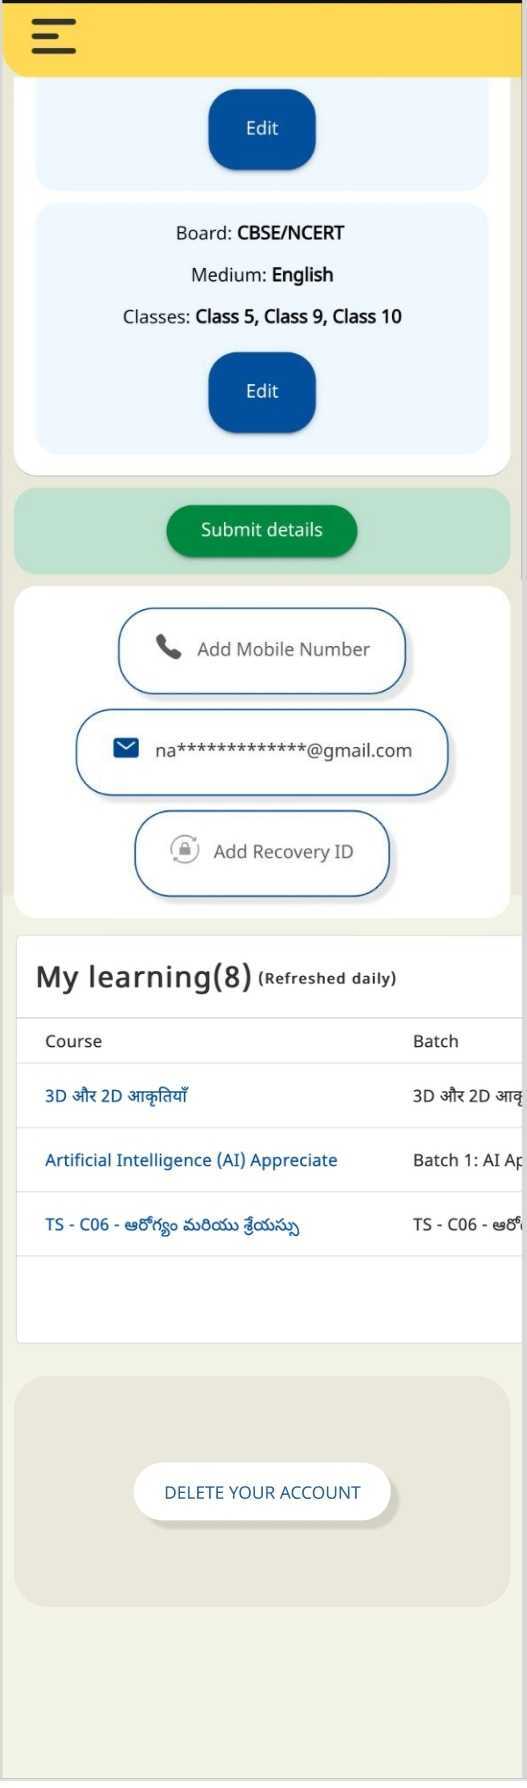 Edit
Board: CBSE/NCERT
Medium: English
Classes: Class 5, Class 9, Class 10
Edit
Submit details
Add Mobile Number
na*************@gmail.com
Add Recovery ID
My learning(8) (Refreshed daily)
Course Batch
3D और 2D आकृतियाँ 3D और 2D आकृ
Artificial Intelligence (AI) Appreciate Batch 1: AI Ap
TS - C06 - ఆరోగ్యం మరియు శ్రేయస్సు TS - C06 - ఆరో
DELETE YOUR ACCOUNT